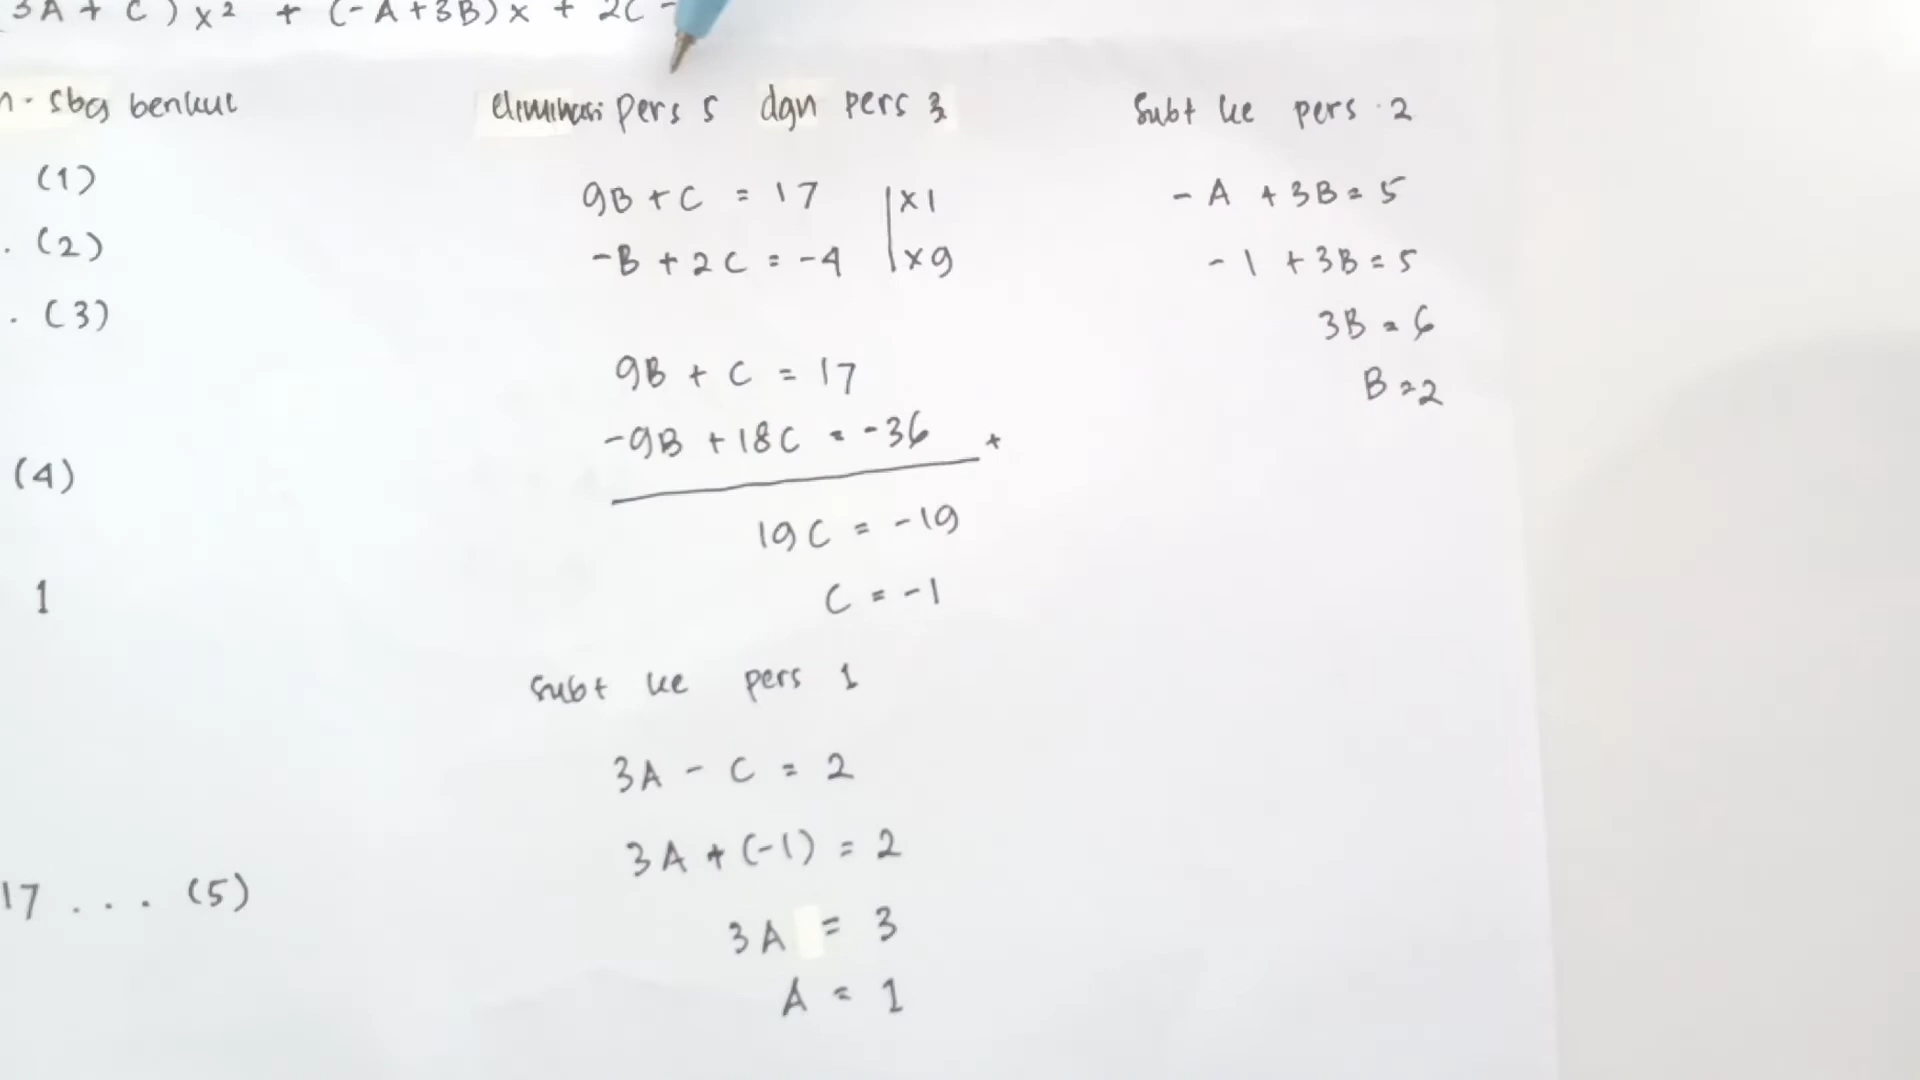 3A + C ) x² + (-A+3B) x + 2C -
n. sbg berikut
(1)
. (2)
. (3)
(4)
1
17 . . . (5)
eliminasi pers 5 dgn pers 3
9B + C = 17 | x 1
-B + 2C = -4 | x 9
9B + C = 17
-9B + 18C = -36 +
19C = -19
C = -1
Subt ke pers 1
3A - C = 2
3A + (-1) = 2
3A = 3
A = 1
Subt ke pers . 2
- A + 3B = 5
- 1 + 3B = 5
3B = 6
B = 2